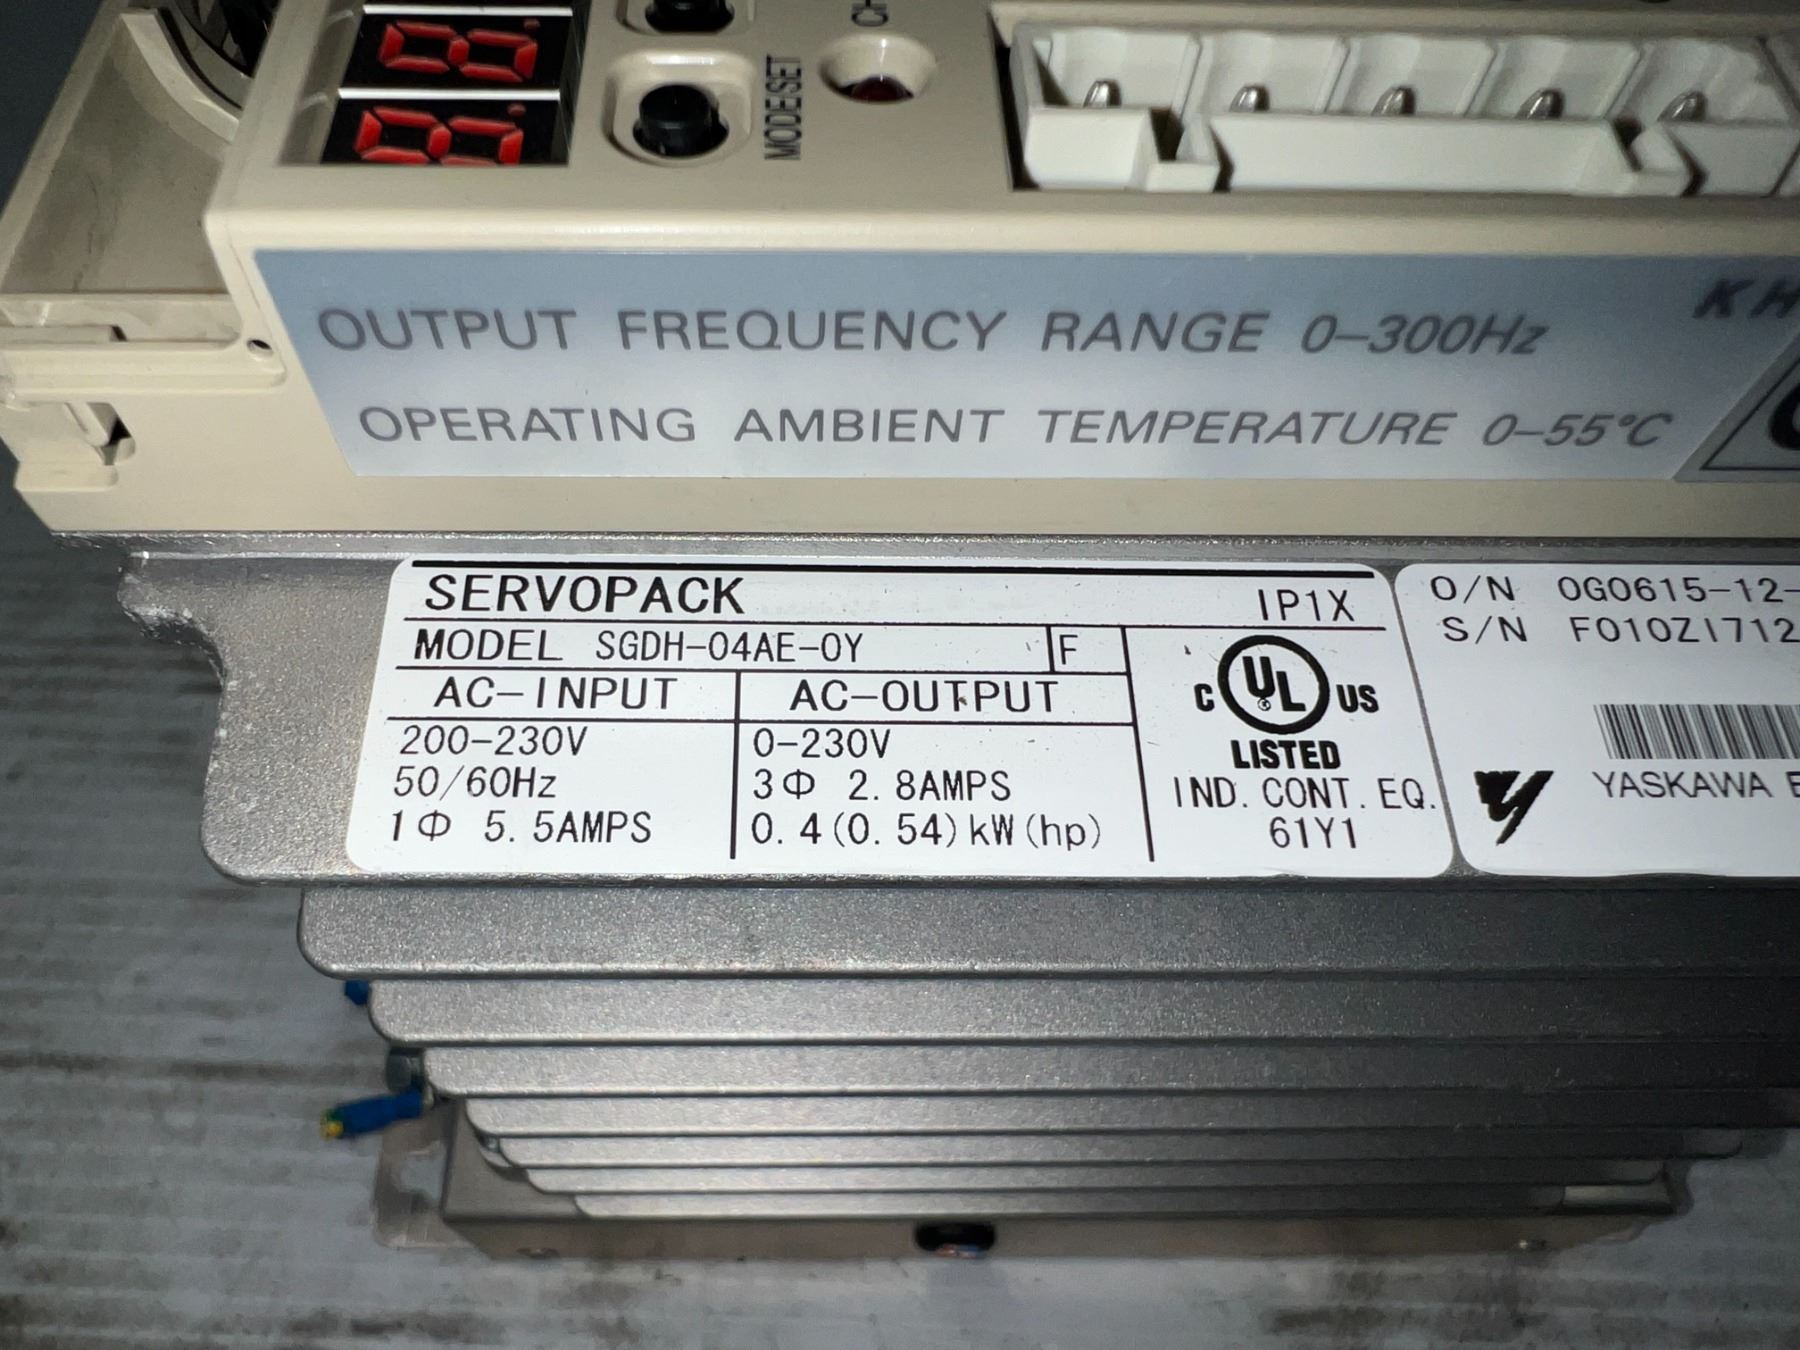 88
MODE/SET
OUTPUT FREQUENCY RANGE 0-300Hz
OPERATING AMBIENT TEMPERATURE 0-55°C
SERVOPACK
IP1X
MODEL SGDH-04AE-OY F
AC-INPUT AC-OUTPUT
200-230V 0-230V
50/60Hz 3Φ 2.8AMPS
1Φ 5.5AMPS 0.4(0.54)kW(hp)
C UL ® US
LISTED
IND. CONT. EQ.
61Y1
O/N 0G0615-12-
S/N F010Z1712
YASKAWA